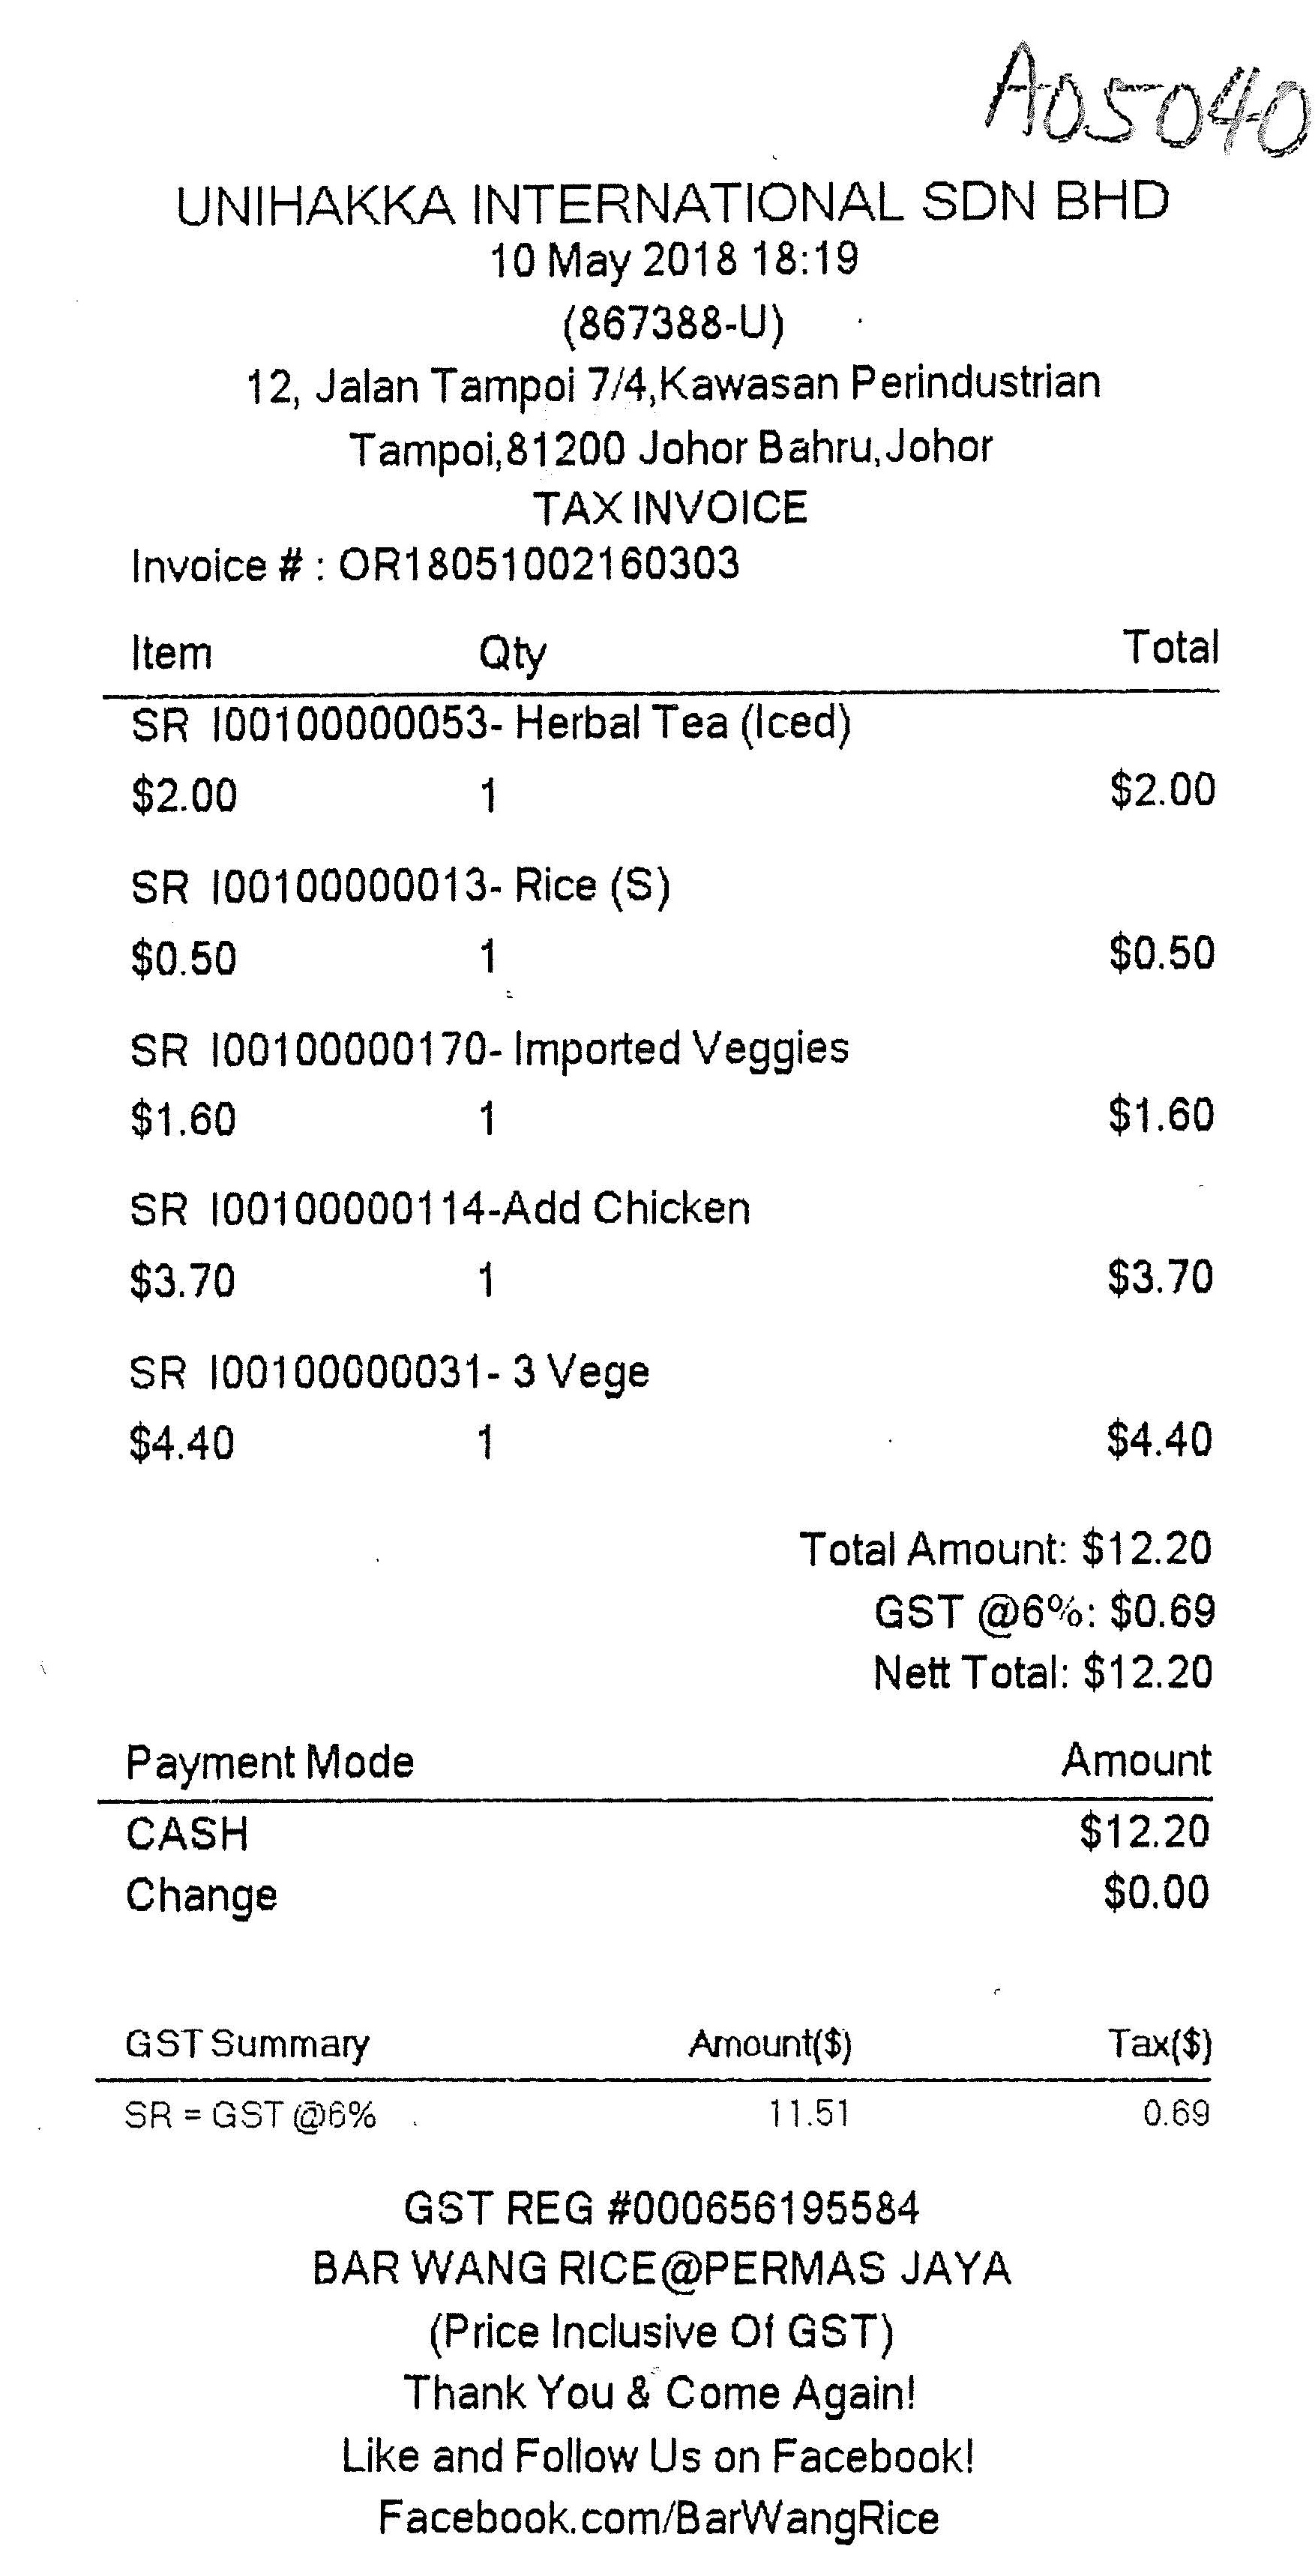 A05040
UNIHAKKA INTERNATIONAL SDN BHD
10 May 2018 18:19
(867388-U)
12, Jalan Tampoi 7/4,Kawasan Perindustrian
Tampoi,81200 Johor Bahru,Johor
TAX INVOICE
Invoice # : OR18051002160303
Item Qty Total
SR I00100000053- Herbal Tea (Iced)
$2.00 1 $2.00
SR I00100000013- Rice (S)
$0.50 1 $0.50
SR I00100000170- Imported Veggies
$1.60 1 $1.60
SR I00100000114-Add Chicken
$3.70 1 $3.70
SR I00100000031- 3 Vege
$4.40 1 $4.40
Total Amount: $12.20
GST @6%: $0.69
Nett Total: $12.20
Payment Mode Amount
CASH $12.20
Change $0.00
GST Summary Amount($) Tax($)
SR = GST @6% 11.51 0.69
GST REG #000656195584
BAR WANG RICE@PERMAS JAYA
(Price Inclusive Of GST)
Thank You & Come Again!
Like and Follow Us on Facebook!
Facebook.com/BarWangRice